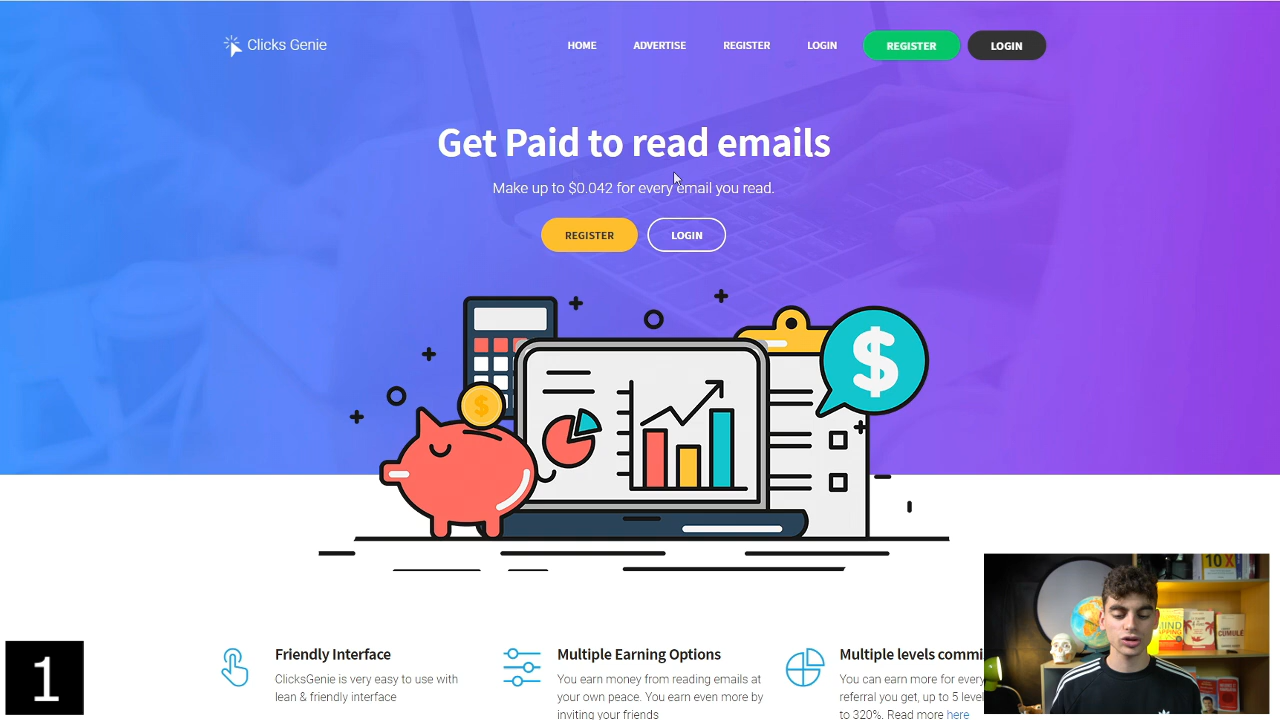 Clicks Genie
HOME ADVERTISE REGISTER LOGIN REGISTER LOGIN
Get Paid to read emails
Make up to $0.042 for every email you read.
REGISTER LOGIN
$
$
Friendly Interface
ClicksGenie is very easy to use with
lean & friendly interface
Multiple Earning Options
You earn money from reading emails at
your own peace. You earn even more by
inviting your friends
Multiple levels commi
You can earn more for every
referral you get, up to 5 level
to 320%. Read more here
1
10 X
CUMULÉ